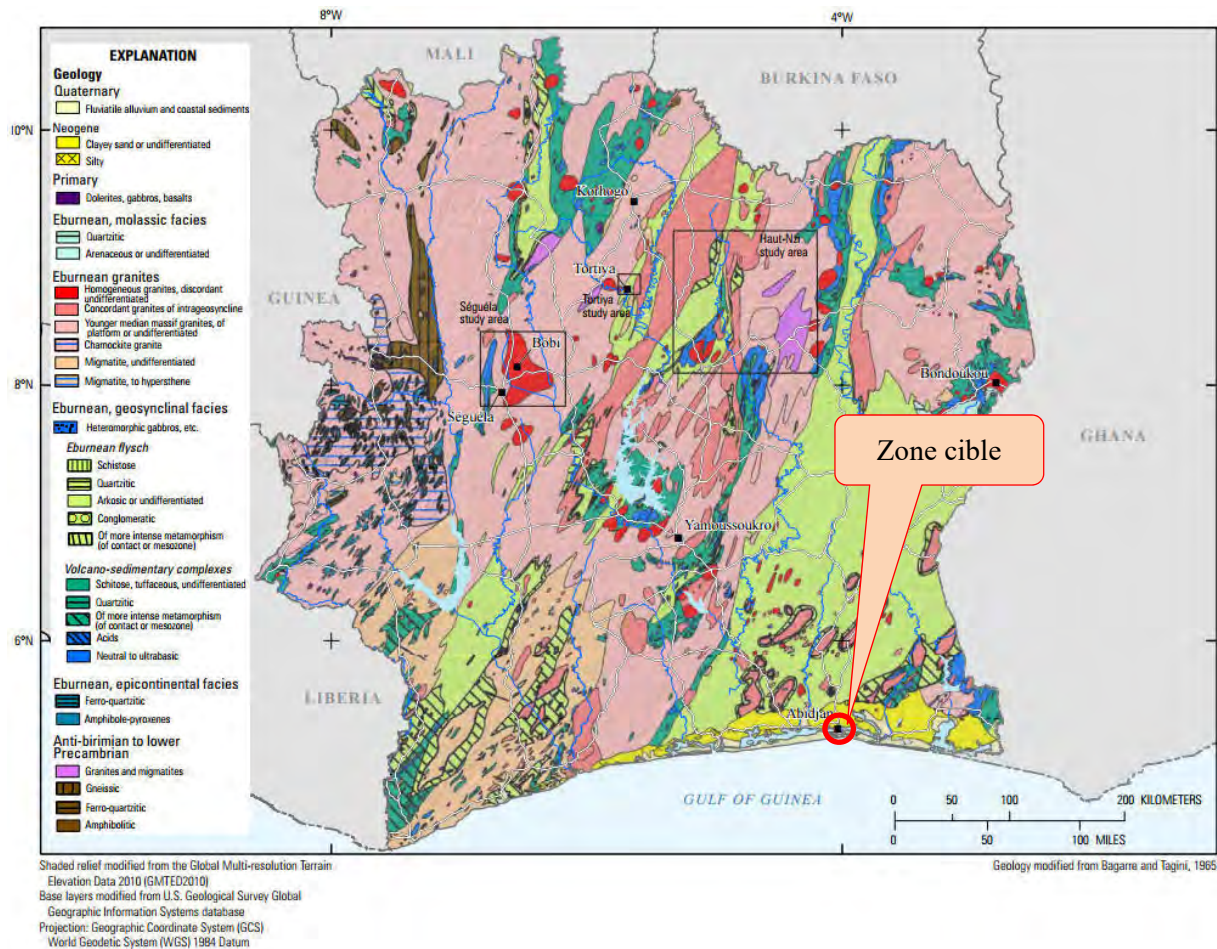 8°W
4°W
EXPLANATION
Geology
Quaternary
Fluviatile alluvium and coastal sediments
Neogene
Clayey sand or undifferentiated
Silty
Primary
Dolerites, gabbros, basalts
Eburnean, molassic facies
Quartzitic
Arenaceous or undifferentiated
Eburnean granites
Homogeneous granites, discordant
undifferentiated
Concordant granites of intrageosyncline
Younger median massif granites, of
platform or undifferentiated
Charnockite granite
Migmatite, undifferentiated
Migmatite, to hypersthene
Eburnean, geosynclinal facies
Heteromorphic gabbros, etc.
Eburnean flysch
Schistose
Quartzitic
Arkosic or undifferentiated
Conglomeratic
Of more intense metamorphism
(of contact or mesozone)
Volcano-sedimentary complexes
Schitose, tuffaceous, undifferentiated
Quartzitic
Of more intense metamorphism
(of contact or mesozone)
Acids
Neutral to ultrabasic
Eburnean, epicontinental facies
Ferro-quartzitic
Amphibole-pyroxenes
Anti-birimian to lower
Precambrian
Granites and migmatites
Gneissic
Ferro-quartzitic
Amphibolitic
10°N
8°N
6°N
MALI
BURKINA FASO
GUINEA
GHANA
LIBERIA
Korhogo
Haut-Nzi
study area
Tortiya
Tortiya
study area
Séguéla
study area
Bobi
Séguéla
Bondoukou
Zone cible
Yamoussoukro
Abidjan
GULF OF GUINEA
0 50 100 200 KILOMETERS
0 50 100 MILES
Shaded relief modified from the Global Multi-resolution Terrain
Elevation Data 2010 (GMTED2010)
Base layers modified from U.S. Geological Survey Global
Geographic Information Systems database
Projection: Geographic Coordinate System (GCS)
World Geodetic System (WGS) 1984 Datum
Geology modified from Bagarre and Tagini, 1965